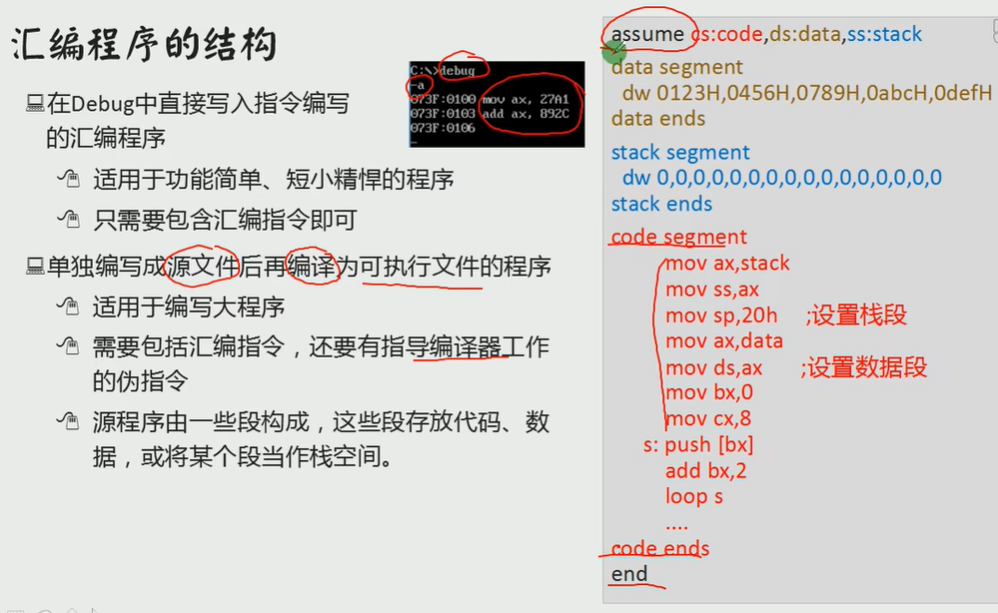 汇编程序的结构
在Debug中直接写入指令编写
的汇编程序
适用于功能简单、短小精悍的程序
只需要包含汇编指令即可
单独编写成源文件后再编译为可执行文件的程序
适用于编写大程序
需要包括汇编指令，还要有指导编译器工作
的伪指令
源程序由一些段构成，这些段存放代码、数
据，或将某个段当作栈空间。
C:\>debug
-a
073F:0100 mov ax, 27A1
073F:0103 add ax, 892C
073F:0106
-
assume cs:code,ds:data,ss:stack
data segment
dw 0123H,0456H,0789H,0abcH,0defH
data ends
stack segment
dw 0,0,0,0,0,0,0,0,0,0,0,0,0,0,0,0
stack ends
code segment
mov ax,stack
mov ss,ax
mov sp,20h ;设置栈段
mov ax,data
mov ds,ax ;设置数据段
mov bx,0
mov cx,8
s: push [bx]
add bx,2
loop s
....
code ends
end